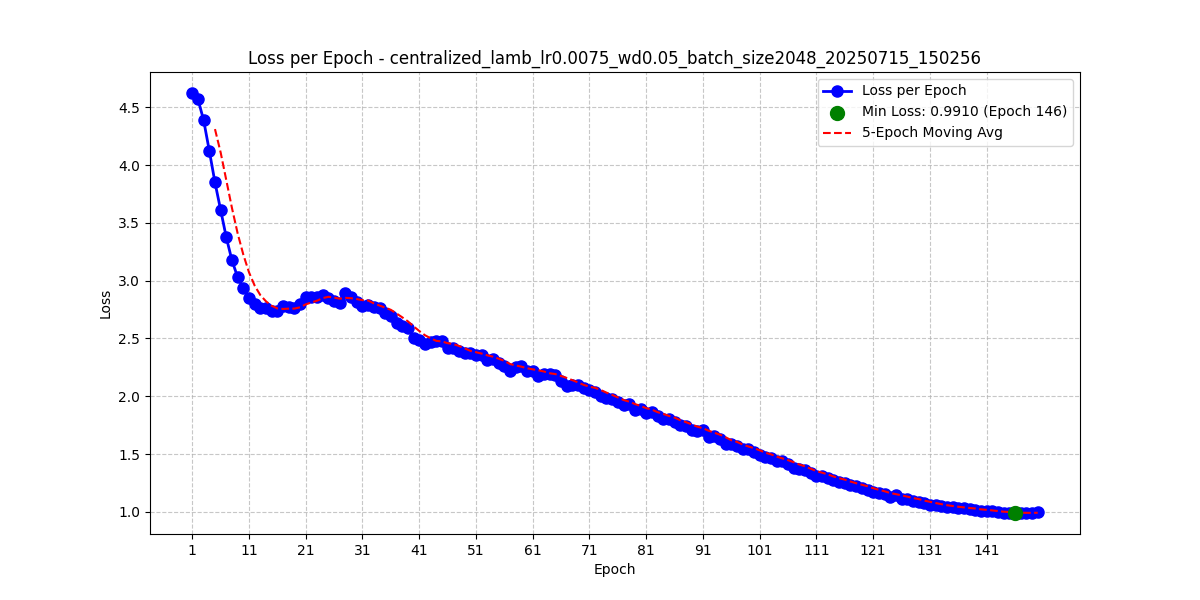 Loss per Epoch - centralized_lamb_lr0.0075_wd0.05_batch_size2048_20250715_150256
Loss per Epoch
Min Loss: 0.9910 (Epoch 146)
5-Epoch Moving Avg
Loss
4.5
4.0
3.5
3.0
2.5
2.0
1.5
1.0
1 11 21 31 41 51 61 71 81 91 101 111 121 131 141
Epoch